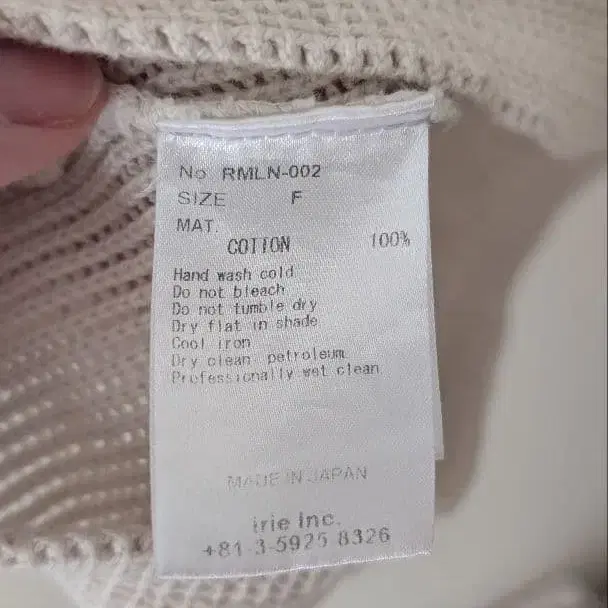 No RMLN-002
SIZE F
MAT.
COTTON 100%
Hand wash cold
Do not bleach
Do not tumble dry
Dry flat in shade
Cool iron
Dry clean petroleum
Professionally wet clean
MADE IN JAPAN
irie Inc.
+81-3-5925 8326